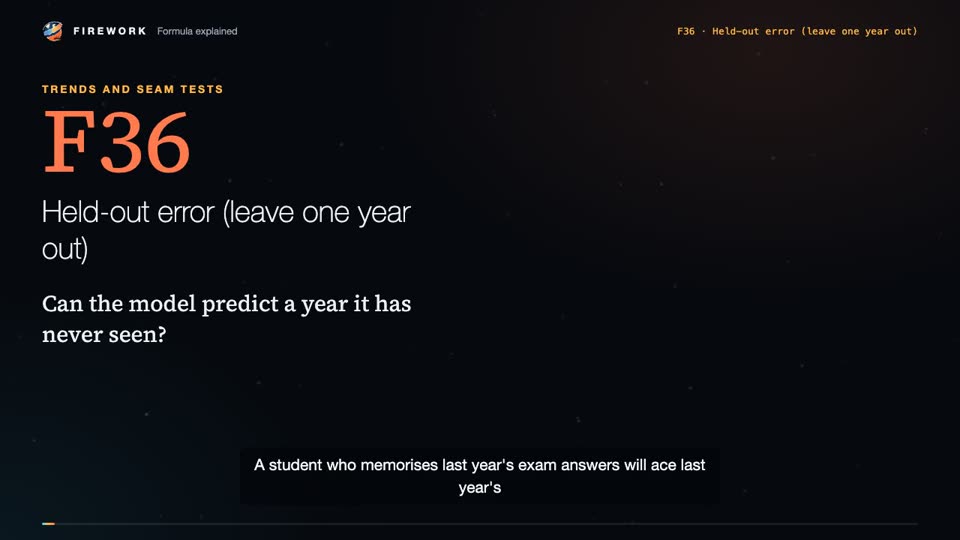 FIREWORK Formula explained
F36 · Held-out error (leave one year out)
TRENDS AND SEAM TESTS
F36
Held-out error (leave one year
out)
Can the model predict a year it has
never seen?
A student who memorises last year's exam answers will ace last
year's